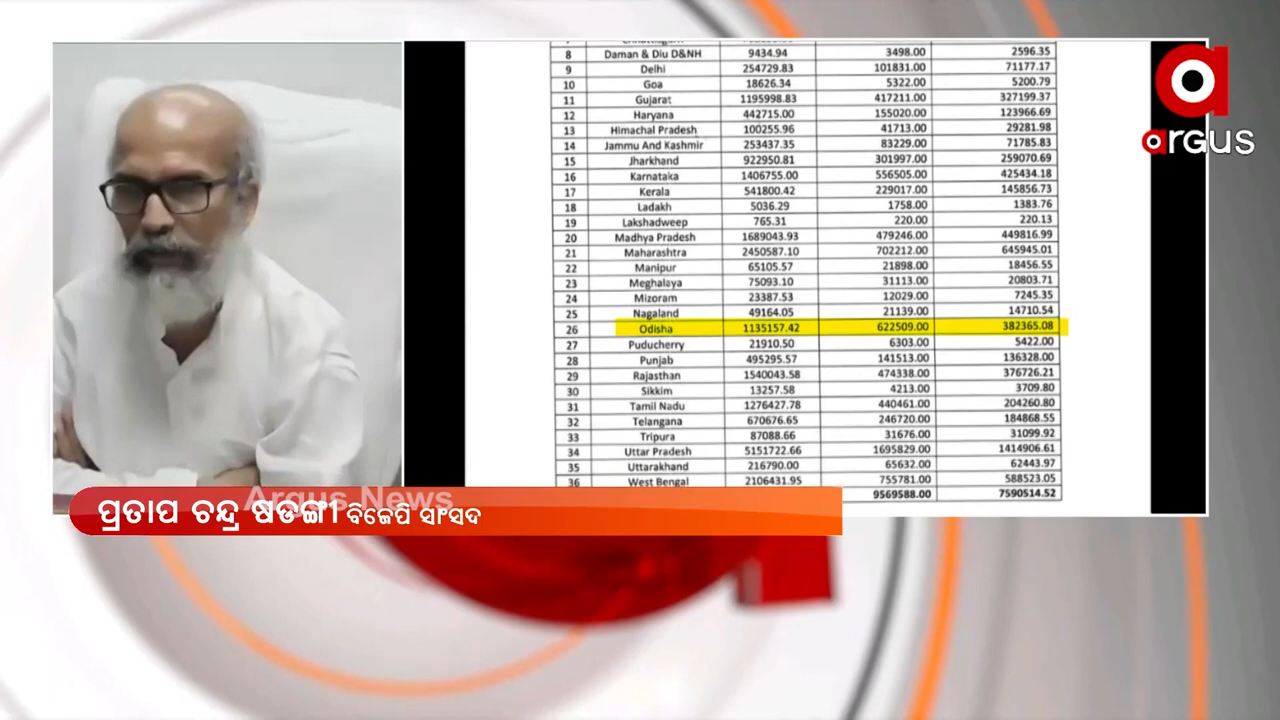 8 Daman & Diu D&NH 9434.94 3498.00 2596.35
9 Delhi 254729.83 101831.00 71177.17
10 Goa 18626.34 5322.00 5200.79
11 Gujarat 1195998.83 417211.00 327199.37
12 Haryana 442715.00 155020.00 123966.69
13 Himachal Pradesh 100255.96 41713.00 29281.98
14 Jammu And Kashmir 253437.35 83229.00 71785.83
15 Jharkhand 922950.81 301997.00 259070.69
16 Karnataka 1406755.00 556505.00 425434.18
17 Kerala 541800.42 229017.00 145856.73
18 Ladakh 5036.29 1758.00 1383.76
19 Lakshadweep 765.31 220.00 220.13
20 Madhya Pradesh 1689043.93 479246.00 449816.99
21 Maharashtra 2450587.10 702212.00 645945.01
22 Manipur 65105.57 21898.00 18456.55
23 Meghalaya 75093.10 31113.00 20803.71
24 Mizoram 23387.53 12029.00 7245.35
25 Nagaland 49164.05 21139.00 14710.54
26 Odisha 1135157.42 622509.00 382365.08
27 Puducherry 21910.50 6303.00 5422.00
28 Punjab 495295.57 141513.00 136328.00
29 Rajasthan 1540043.58 474338.00 376726.21
30 Sikkim 13257.58 4213.00 3709.80
31 Tamil Nadu 1276427.78 440461.00 204260.80
32 Telangana 670676.65 246720.00 184868.55
33 Tripura 87088.66 31676.00 31099.92
34 Uttar Pradesh 5151722.66 1695829.00 1414906.61
35 Uttarakhand 216790.00 65632.00 62443.97
36 West Bengal 2106431.95 755781.00 588523.05
9569588.00 7590514.52
argus
Argus News
ପ୍ରତାପ ଚନ୍ଦ୍ର ଷଡଙ୍ଗୀ ବିଜେପି ସାଂସଦ